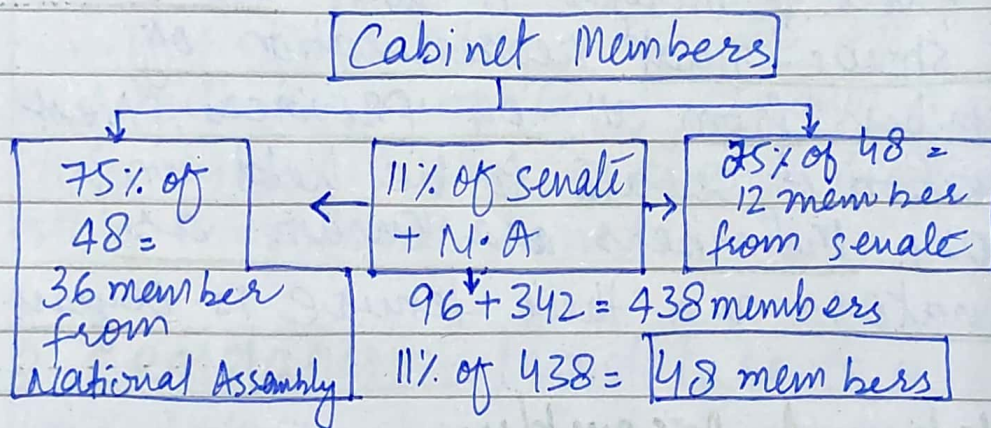 Cabinet Members
75% of
48 =
36 member
from
National Assembly
11% of senate
+ N.A
96 + 342 = 438 members
11% of 438 = 48 members
25% of 48 =
12 member
from senate